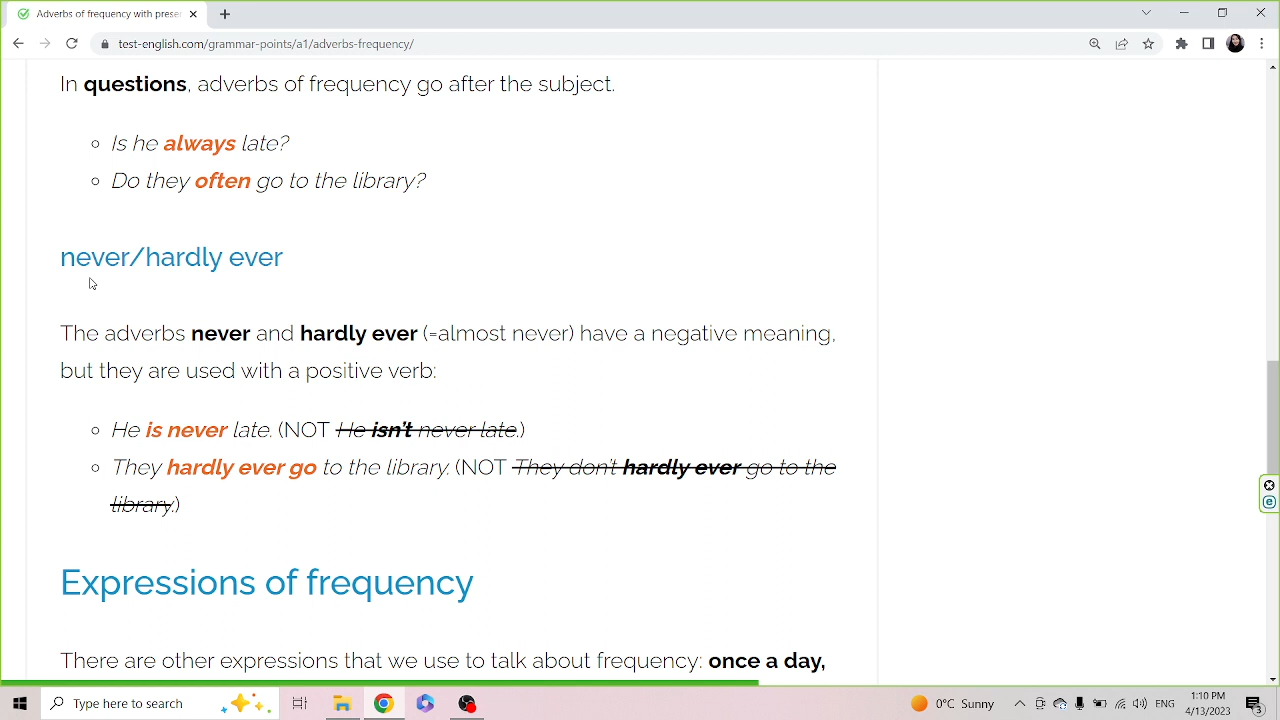 Adverbs of frequency with prese
test-english.com/grammar-points/a1/adverbs-frequency/
In questions, adverbs of frequency go after the subject.
Is he always late?
Do they often go to the library?
never/hardly ever
The adverbs never and hardly ever (=almost never) have a negative meaning,
but they are used with a positive verb:
He is never late. (NOT He isn't never late.)
They hardly ever go to the library. (NOT They don't hardly ever go to the
library.)
Expressions of frequency
There are other expressions that we use to talk about frequency: once a day,
Type here to search
0°C Sunny
ENG
1:10 PM
4/13/2023
3